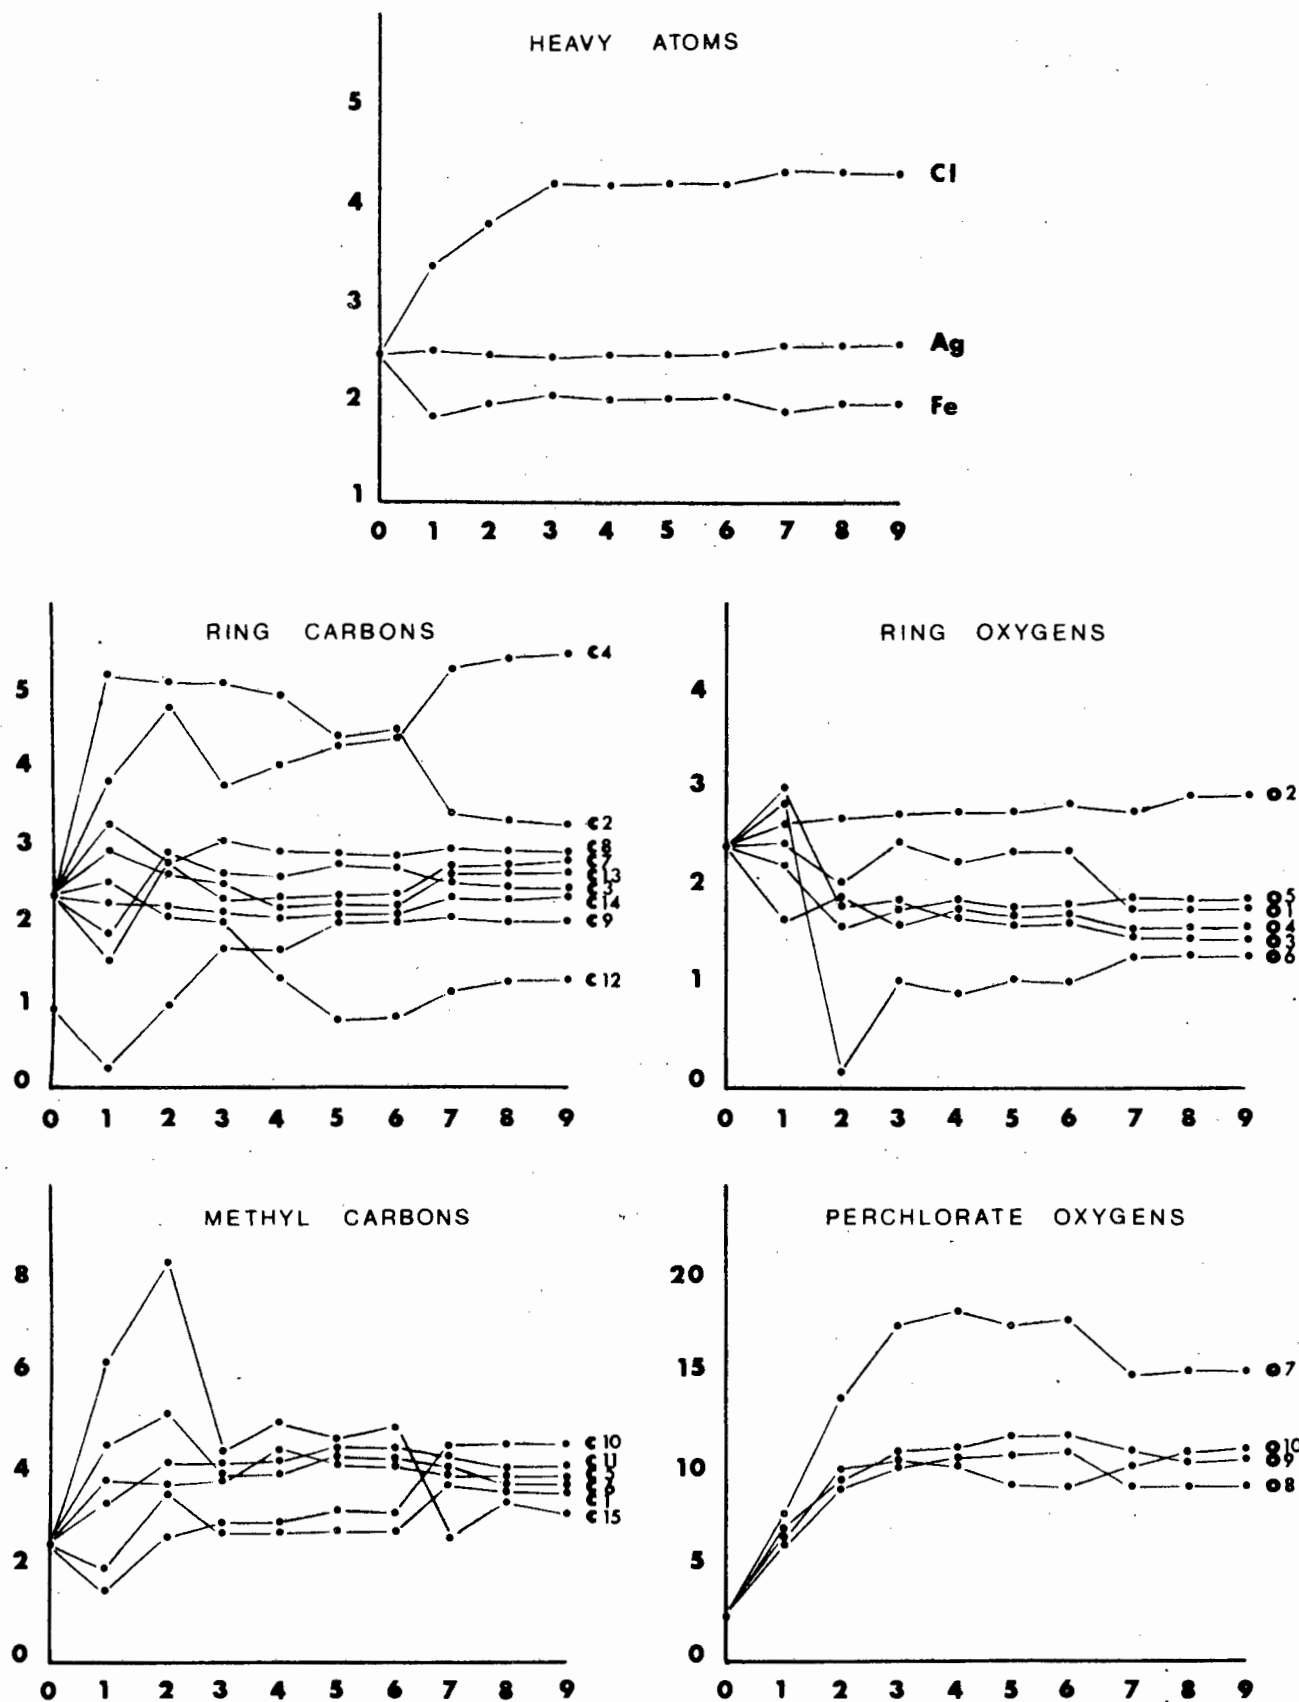 HEAVY ATOMS
5
4
3
2
1
Cl
Ag
Fe
0 1 2 3 4 5 6 7 8 9
RING CARBONS
5
4
3
2
1
0
C4
C2
C8
C7
C13
C3
C14
C9
C12
0 1 2 3 4 5 6 7 8 9
RING OXYGENS
4
3
2
1
0
O2
O5
O1
O4
O3
O6
0 1 2 3 4 5 6 7 8 9
METHYL CARBONS
8
6
4
2
0
C10
C11
C5
C1
C15
0 1 2 3 4 5 6 7 8 9
PERCHLORATE OXYGENS
20
15
10
5
0
O7
O10
O9
O8
0 1 2 3 4 5 6 7 8 9